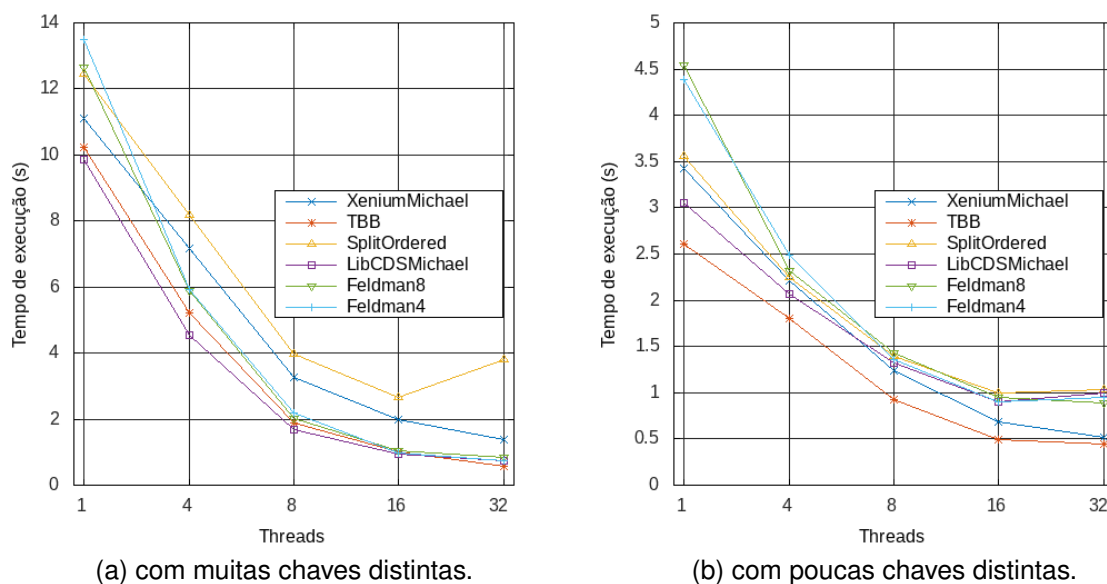 14
12
10
8
6
4
2
0
Tempo de execução (s)
XeniumMichael
TBB
SplitOrdered
LibCDSMichael
Feldman8
Feldman4
1 4 8 16 32
Threads
(a) com muitas chaves distintas.
5
4.5
4
3.5
3
2.5
2
1.5
1
0.5
0
Tempo de execução (s)
XeniumMichael
TBB
SplitOrdered
LibCDSMichael
Feldman8
Feldman4
1 4 8 16 32
Threads
(b) com poucas chaves distintas.